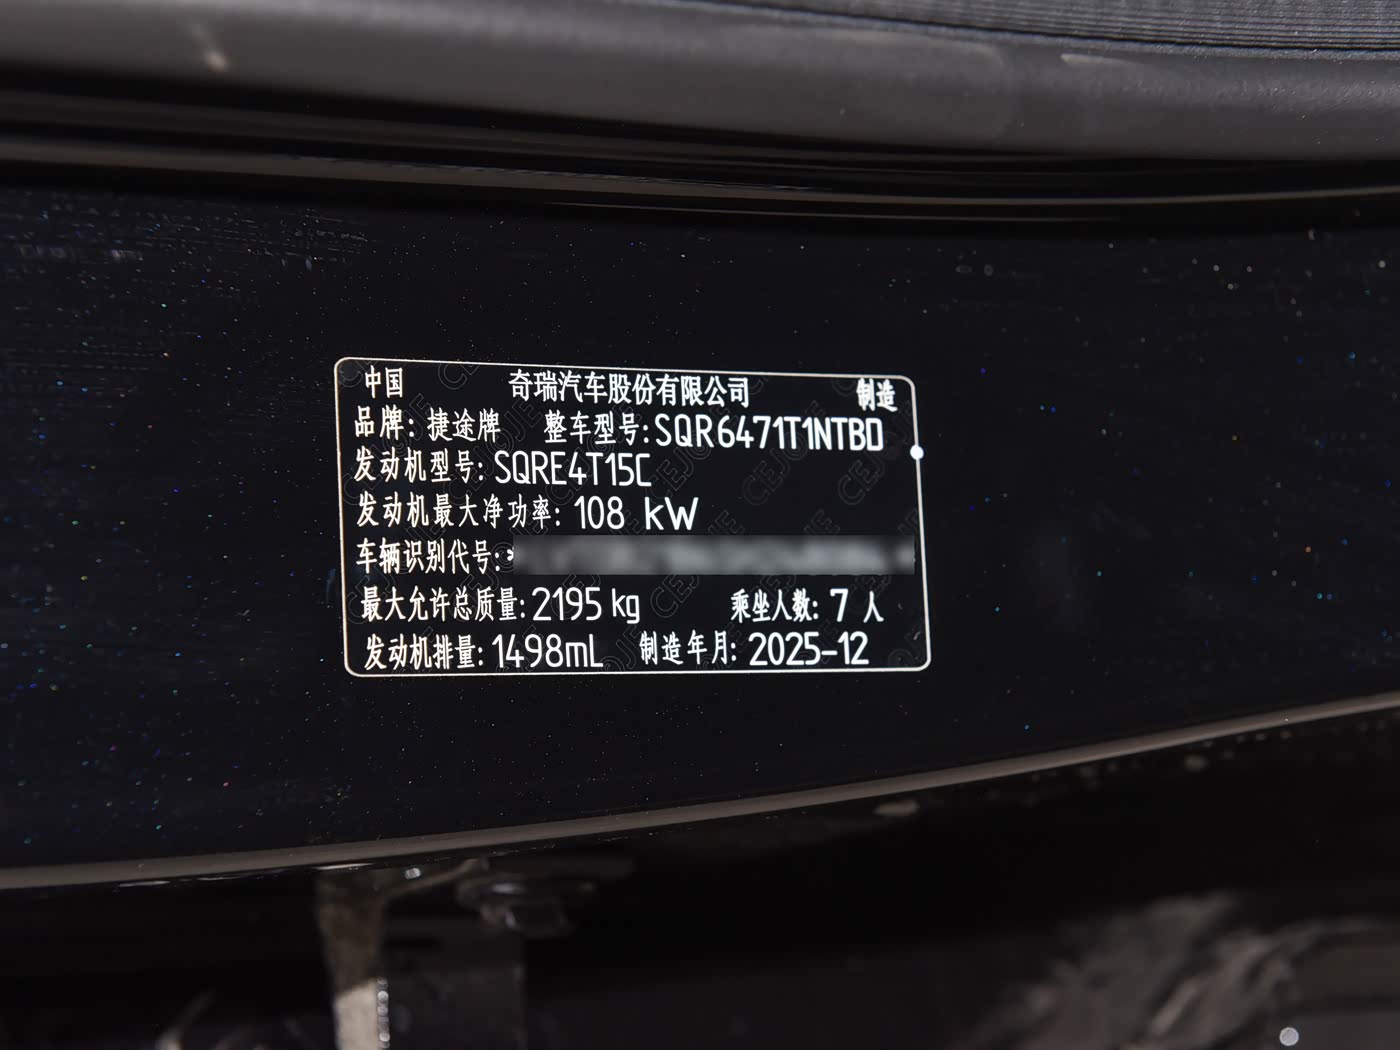 中国 奇瑞汽车股份有限公司 制造
品牌: 捷途牌 整车型号: SQR6471T1NTBD
发动机型号: SQRE4T15C
发动机最大净功率: 108 kW
车辆识别代号:
最大允许总质量: 2195 kg 乘坐人数: 7 人
发动机排量: 1498mL 制造年月: 2025-12